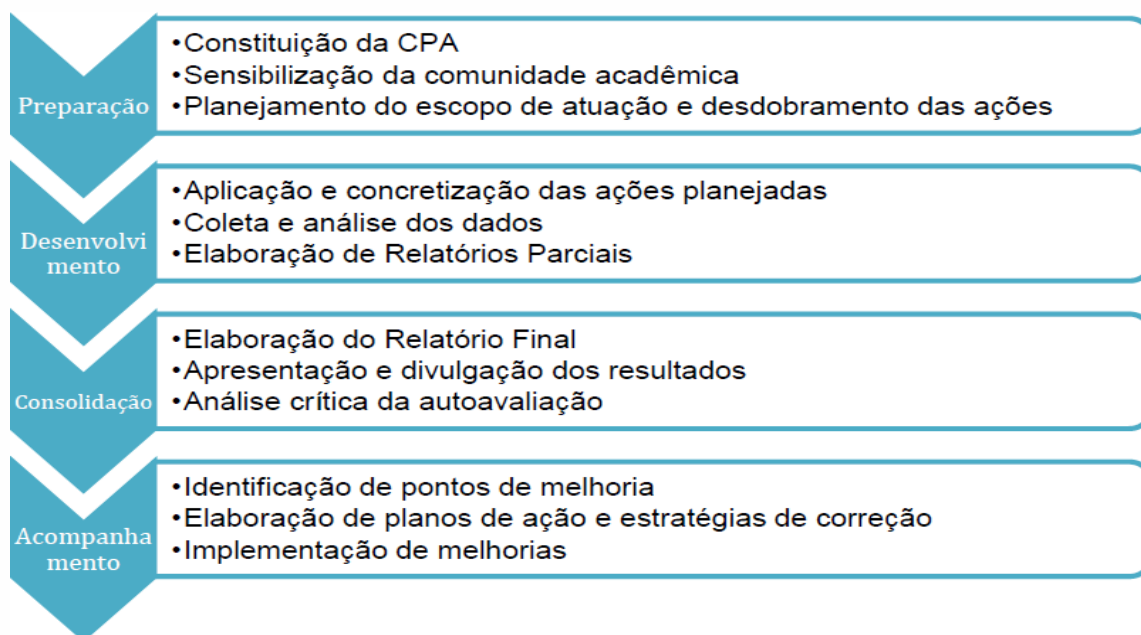 Preparação
•Constituição da CPA
•Sensibilização da comunidade acadêmica
•Planejamento do escopo de atuação e desdobramento das ações
Desenvolvi
mento
•Aplicação e concretização das ações planejadas
•Coleta e análise dos dados
•Elaboração de Relatórios Parciais
Consolidação
•Elaboração do Relatório Final
•Apresentação e divulgação dos resultados
•Análise crítica da autoavaliação
Acompanha
mento
•Identificação de pontos de melhoria
•Elaboração de planos de ação e estratégias de correção
•Implementação de melhorias